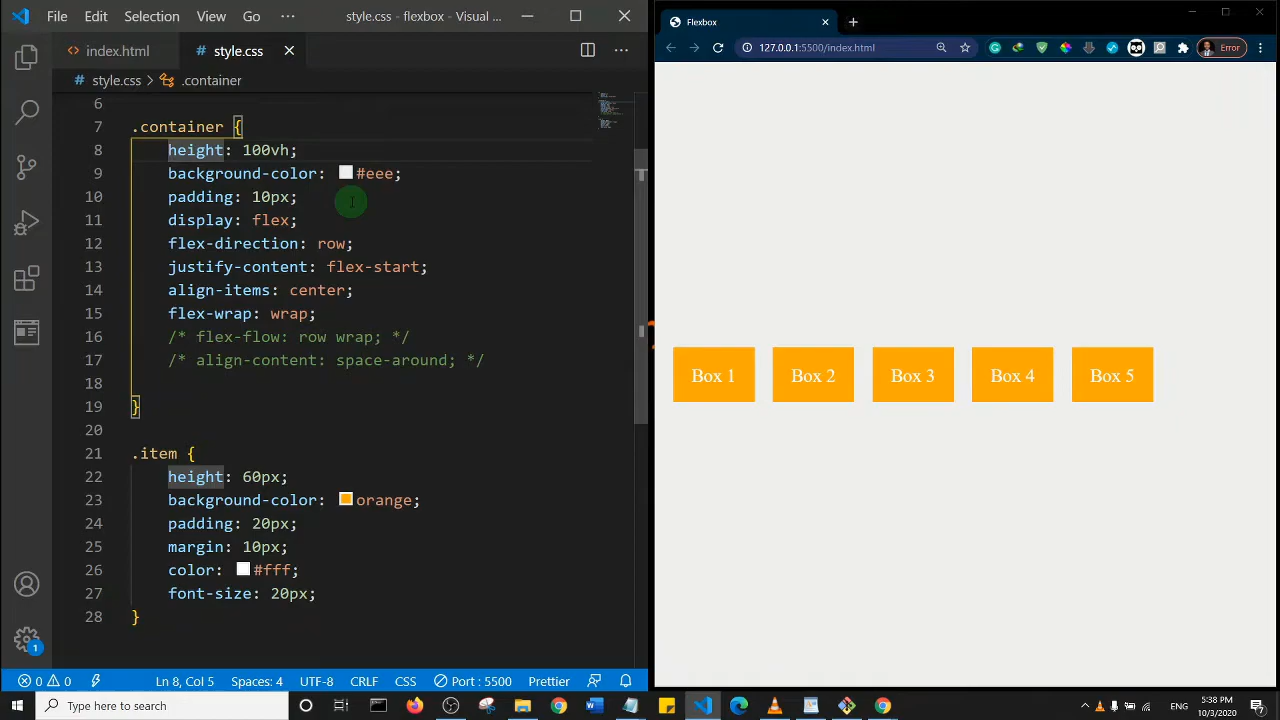 File Edit Selection View Go ··· style.css - flexbox - Visual ...
index.html style.css
style.css > .container
6
7 .container {
8 height: 100vh;
9 background-color: #eee;
10 padding: 10px;
11 display: flex;
12 flex-direction: row;
13 justify-content: flex-start;
14 align-items: center;
15 flex-wrap: wrap;
16 /* flex-flow: row wrap; */
17 /* align-content: space-around; */
18
19 }
20
21 .item {
22 height: 60px;
23 background-color: orange;
24 padding: 20px;
25 margin: 10px;
26 color: #fff;
27 font-size: 20px;
28 }
1
0 0 Ln 8, Col 5 Spaces: 4 UTF-8 CRLF CSS Port : 5500 Prettier
Flexbox
127.0.0.1:5500/index.html Error
Box 1 Box 2 Box 3 Box 4 Box 5
Type here to search
ENG 5:38 PM
10/3/2020